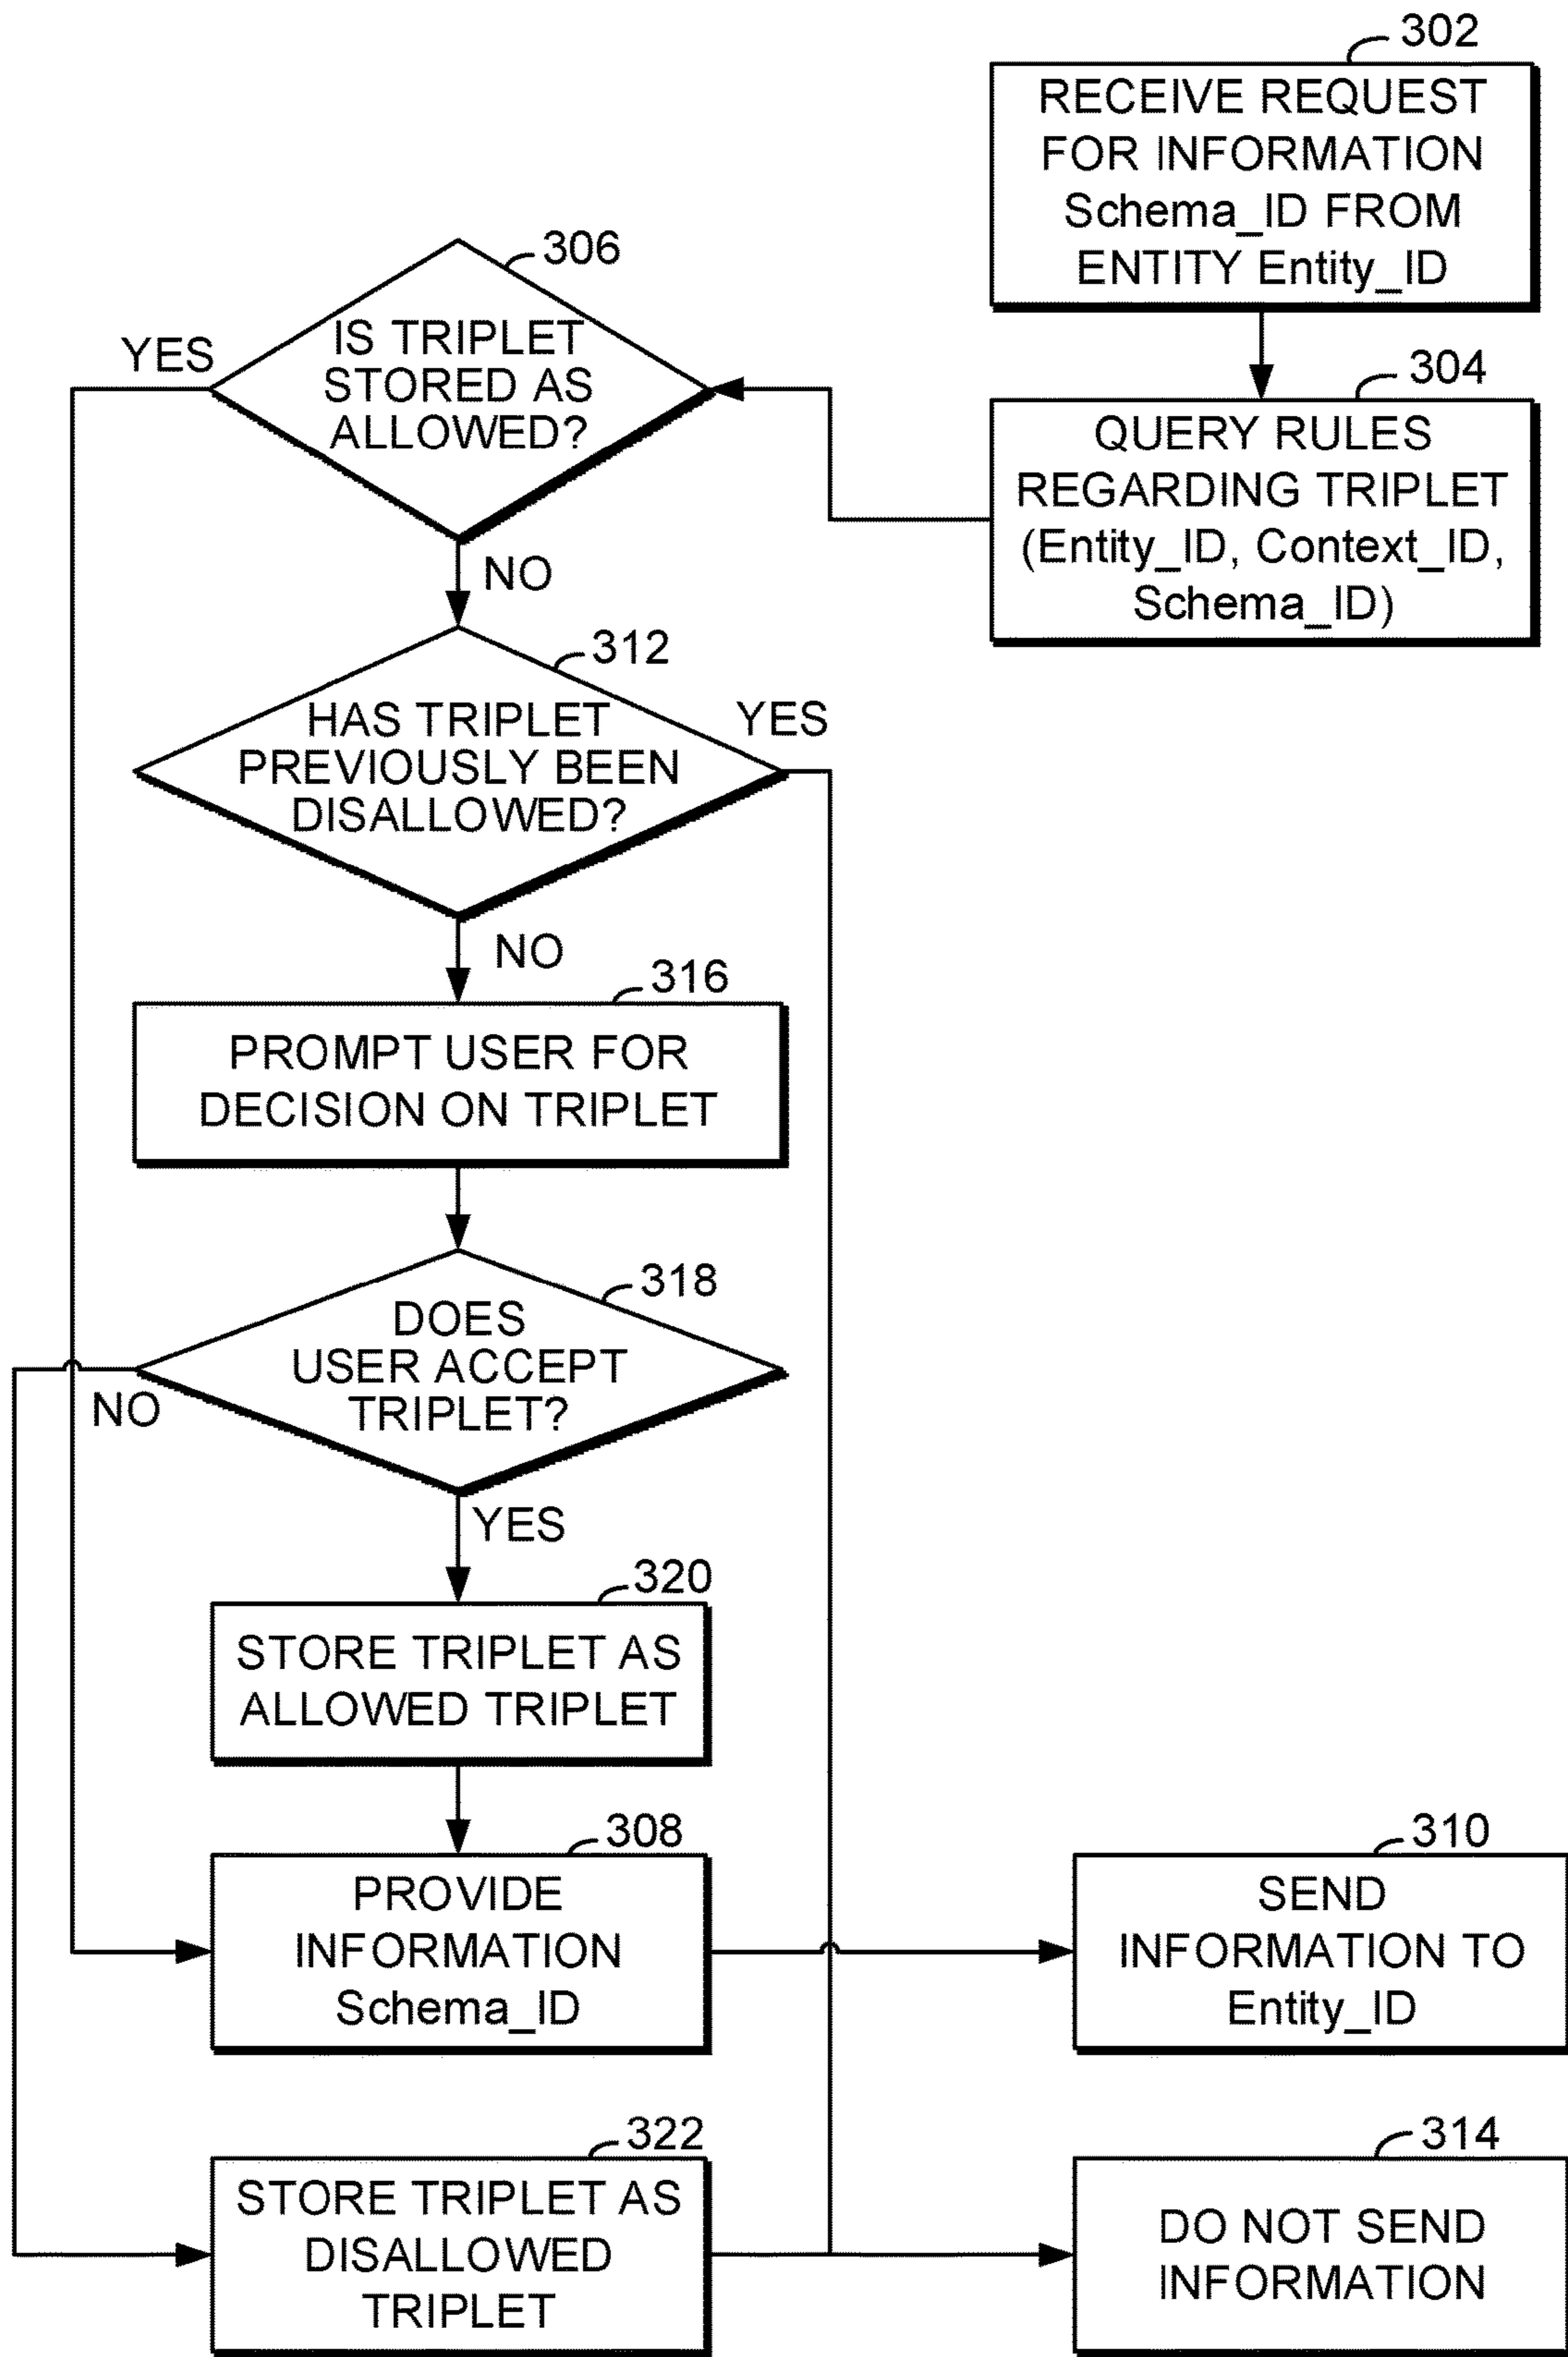 302
RECEIVE REQUEST
FOR INFORMATION
Schema_ID FROM
ENTITY Entity_ID
304
QUERY RULES
REGARDING TRIPLET
(Entity_ID, Context_ID,
Schema_ID)
306
IS TRIPLET
STORED AS
ALLOWED?
YES
NO
312
HAS TRIPLET
PREVIOUSLY BEEN
DISALLOWED?
YES
NO
316
PROMPT USER FOR
DECISION ON TRIPLET
318
DOES
USER ACCEPT
TRIPLET?
NO
YES
320
STORE TRIPLET AS
ALLOWED TRIPLET
308
PROVIDE
INFORMATION
Schema_ID
310
SEND
INFORMATION TO
Entity_ID
322
STORE TRIPLET AS
DISALLOWED
TRIPLET
314
DO NOT SEND
INFORMATION